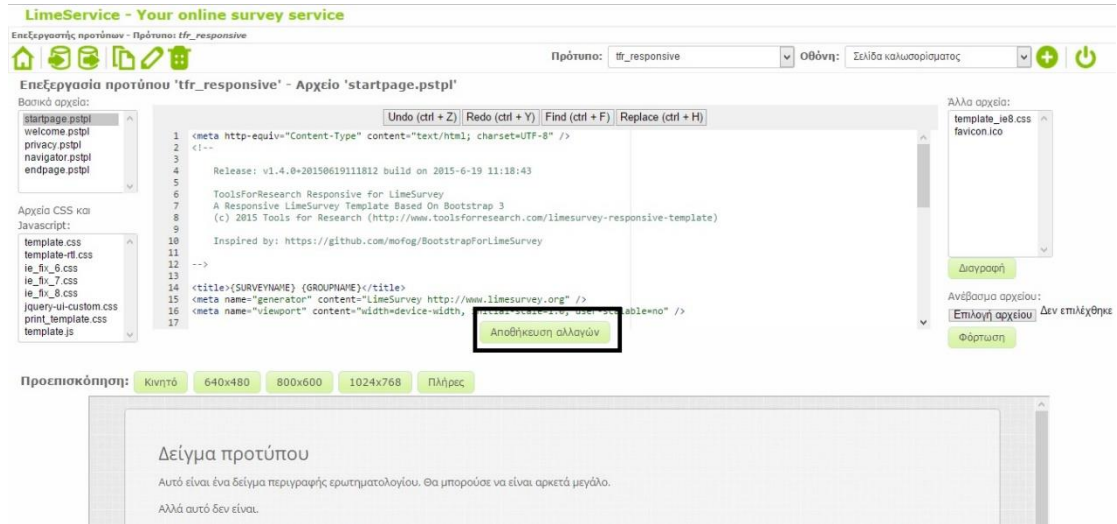 LimeService - Your online survey service
Επεξεργαστής προτύπων - Πρότυπο: tfr_responsive
Πρότυπο: tfr_responsive Οθόνη: Σελίδα καλωσορίσματος
Επεξεργασία προτύπου 'tfr_responsive' - Αρχείο 'startpage.pstpl'
Βασικά αρχεία:
startpage.pstpl
welcome.pstpl
privacy.pstpl
navigator.pstpl
endpage.pstpl
Αρχεία CSS και
Javascript:
template.css
template-rtl.css
ie_fix_6.css
ie_fix_7.css
ie_fix_8.css
jquery-ui-custom.css
print_template.css
template.js
Undo (ctrl + Z) Redo (ctrl + Y) Find (ctrl + F) Replace (ctrl + H)
1 <meta http-equiv="Content-Type" content="text/html; charset=UTF-8" />
2 <!--
3
4 Release: v1.4.0+20150619111812 build on 2015-6-19 11:18:43
5
6 ToolsForResearch Responsive for LimeSurvey
7 A Responsive LimeSurvey Template Based On Bootstrap 3
8 (c) 2015 Tools for Research (http://www.toolsforresearch.com/limesurvey-responsive-template)
9
10 Inspired by: https://github.com/mofog/BootstrapForLimeSurvey
11
12 -->
13
14 <title>{SURVEYNAME} {GROUPNAME}</title>
15 <meta name="generator" content="LimeSurvey http://www.limesurvey.org" />
16 <meta name="viewport" content="width=device-width, initial-scale=1.0, user-scalable=no" />
17
Αποθήκευση αλλαγών
Άλλα αρχεία:
template_ie8.css
favicon.ico
Διαγραφή
Ανέβασμα αρχείου:
Επιλογή αρχείου Δεν επιλέχθηκε
Φόρτωση
Προεπισκόπηση: Κινητό 640x480 800x600 1024x768 Πλήρες
Δείγμα προτύπου
Αυτό είναι ένα δείγμα περιγραφής ερωτηματολογίου. Θα μπορούσε να είναι αρκετά μεγάλο.
Αλλά αυτό δεν είναι.